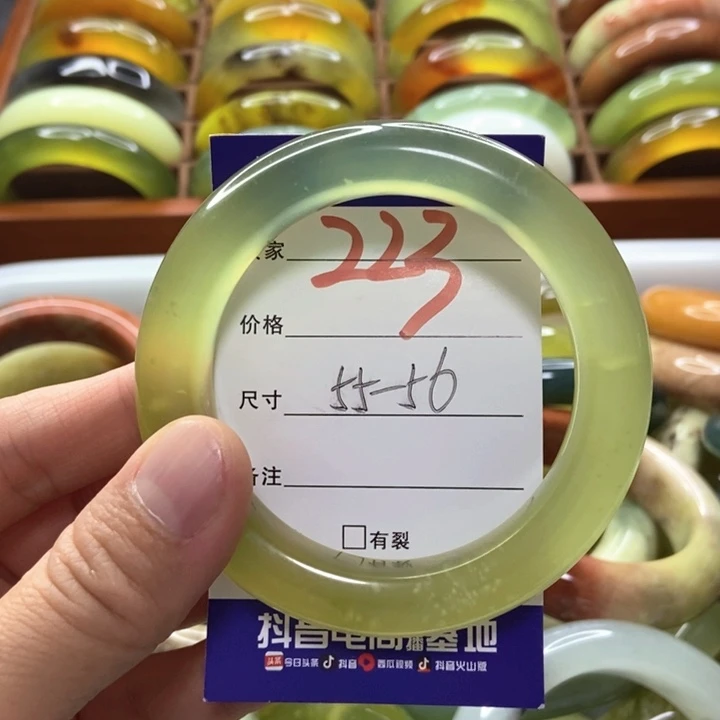 家
223
价格
尺寸 55-56
备注
□有裂
抖音电商直播基地
今日头条 抖音 西瓜视频 抖音火山版